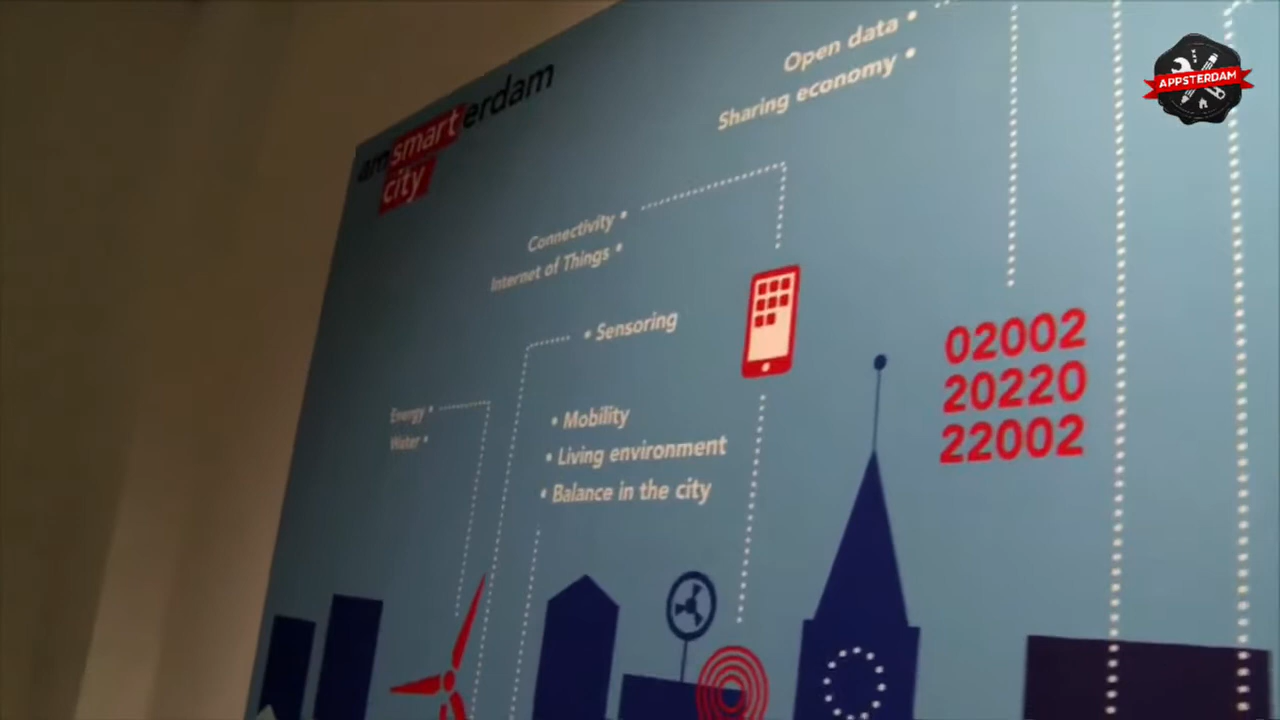 APPSTERDAM
Open data •
Sharing economy •
amsmarterdam
city
Connectivity •
Internet of Things •
• Sensoring
02002
20220
22002
Energy •
Water •
• Mobility
• Living environment
• Balance in the city